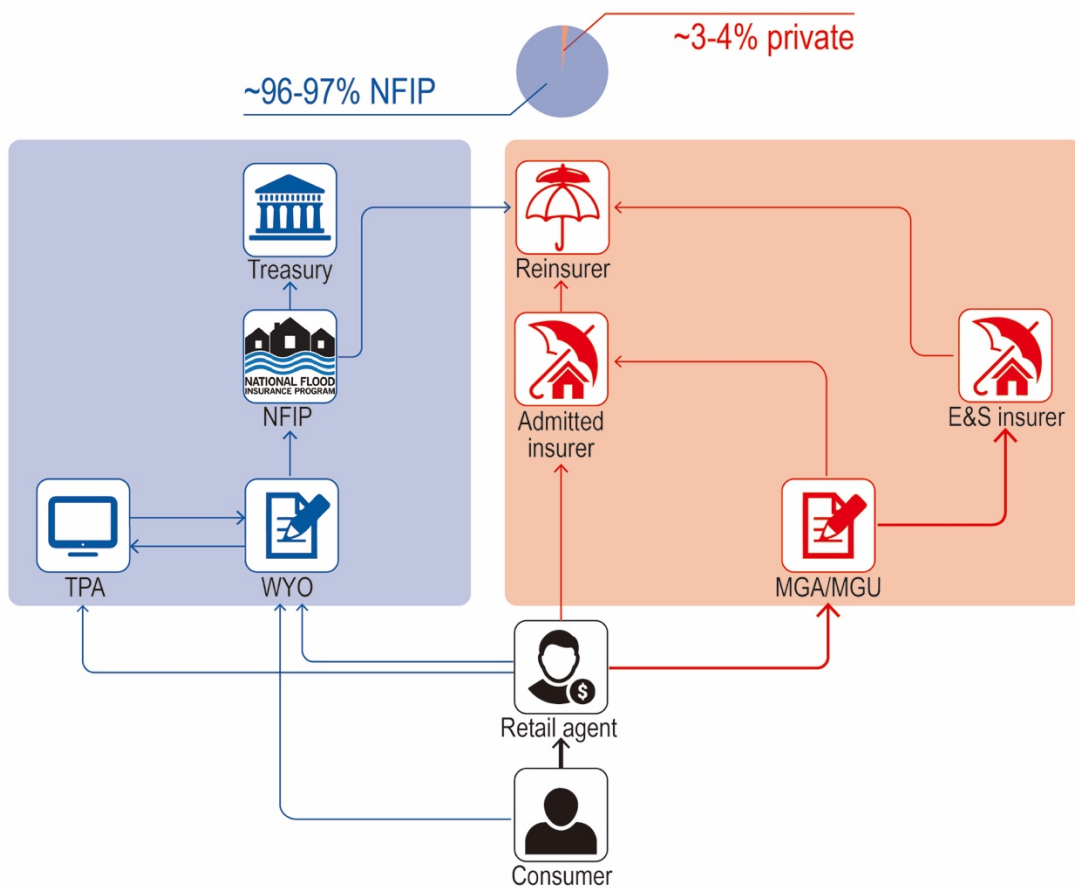 ~3-4% private
~96-97% NFIP
Treasury
Reinsurer
NATIONAL FLOOD
INSURANCE PROGRAM
NFIP
Admitted
insurer
E&S insurer
TPA
WYO
MGA/MGU
$
Retail agent
Consumer